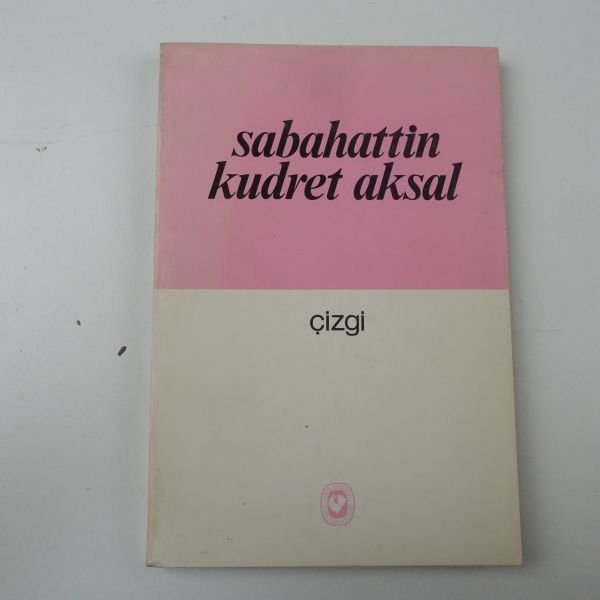 sabahattin
kudret aksal
çizgi